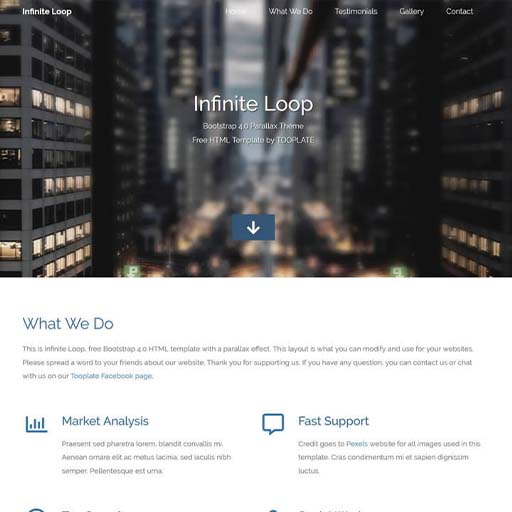 Infinite Loop
Home What We Do Testimonials Gallery Contact
Infinite Loop
Bootstrap 4.0 Parallax Theme
Free HTML Template by TOOPLATE
What We Do
This is Infinite Loop, free Bootstrap 4.0 HTML template with a parallax effect. This layout is what you can modify and use for your websites.
Please spread a word to your friends about our website. Thank you for supporting us. If you have any question, you can contact us or chat
with us on our Tooplate Facebook page.
Market Analysis
Praesent sed pharetra lorem, blandit convallis mi.
Aenean ornare elit ac metus lacinia, sed iaculis nibh
semper. Pellentesque est urna.
Fast Support
Credit goes to Pexels website for all images used in this
template. Cras condimentum mi et sapien dignissim
luctus.